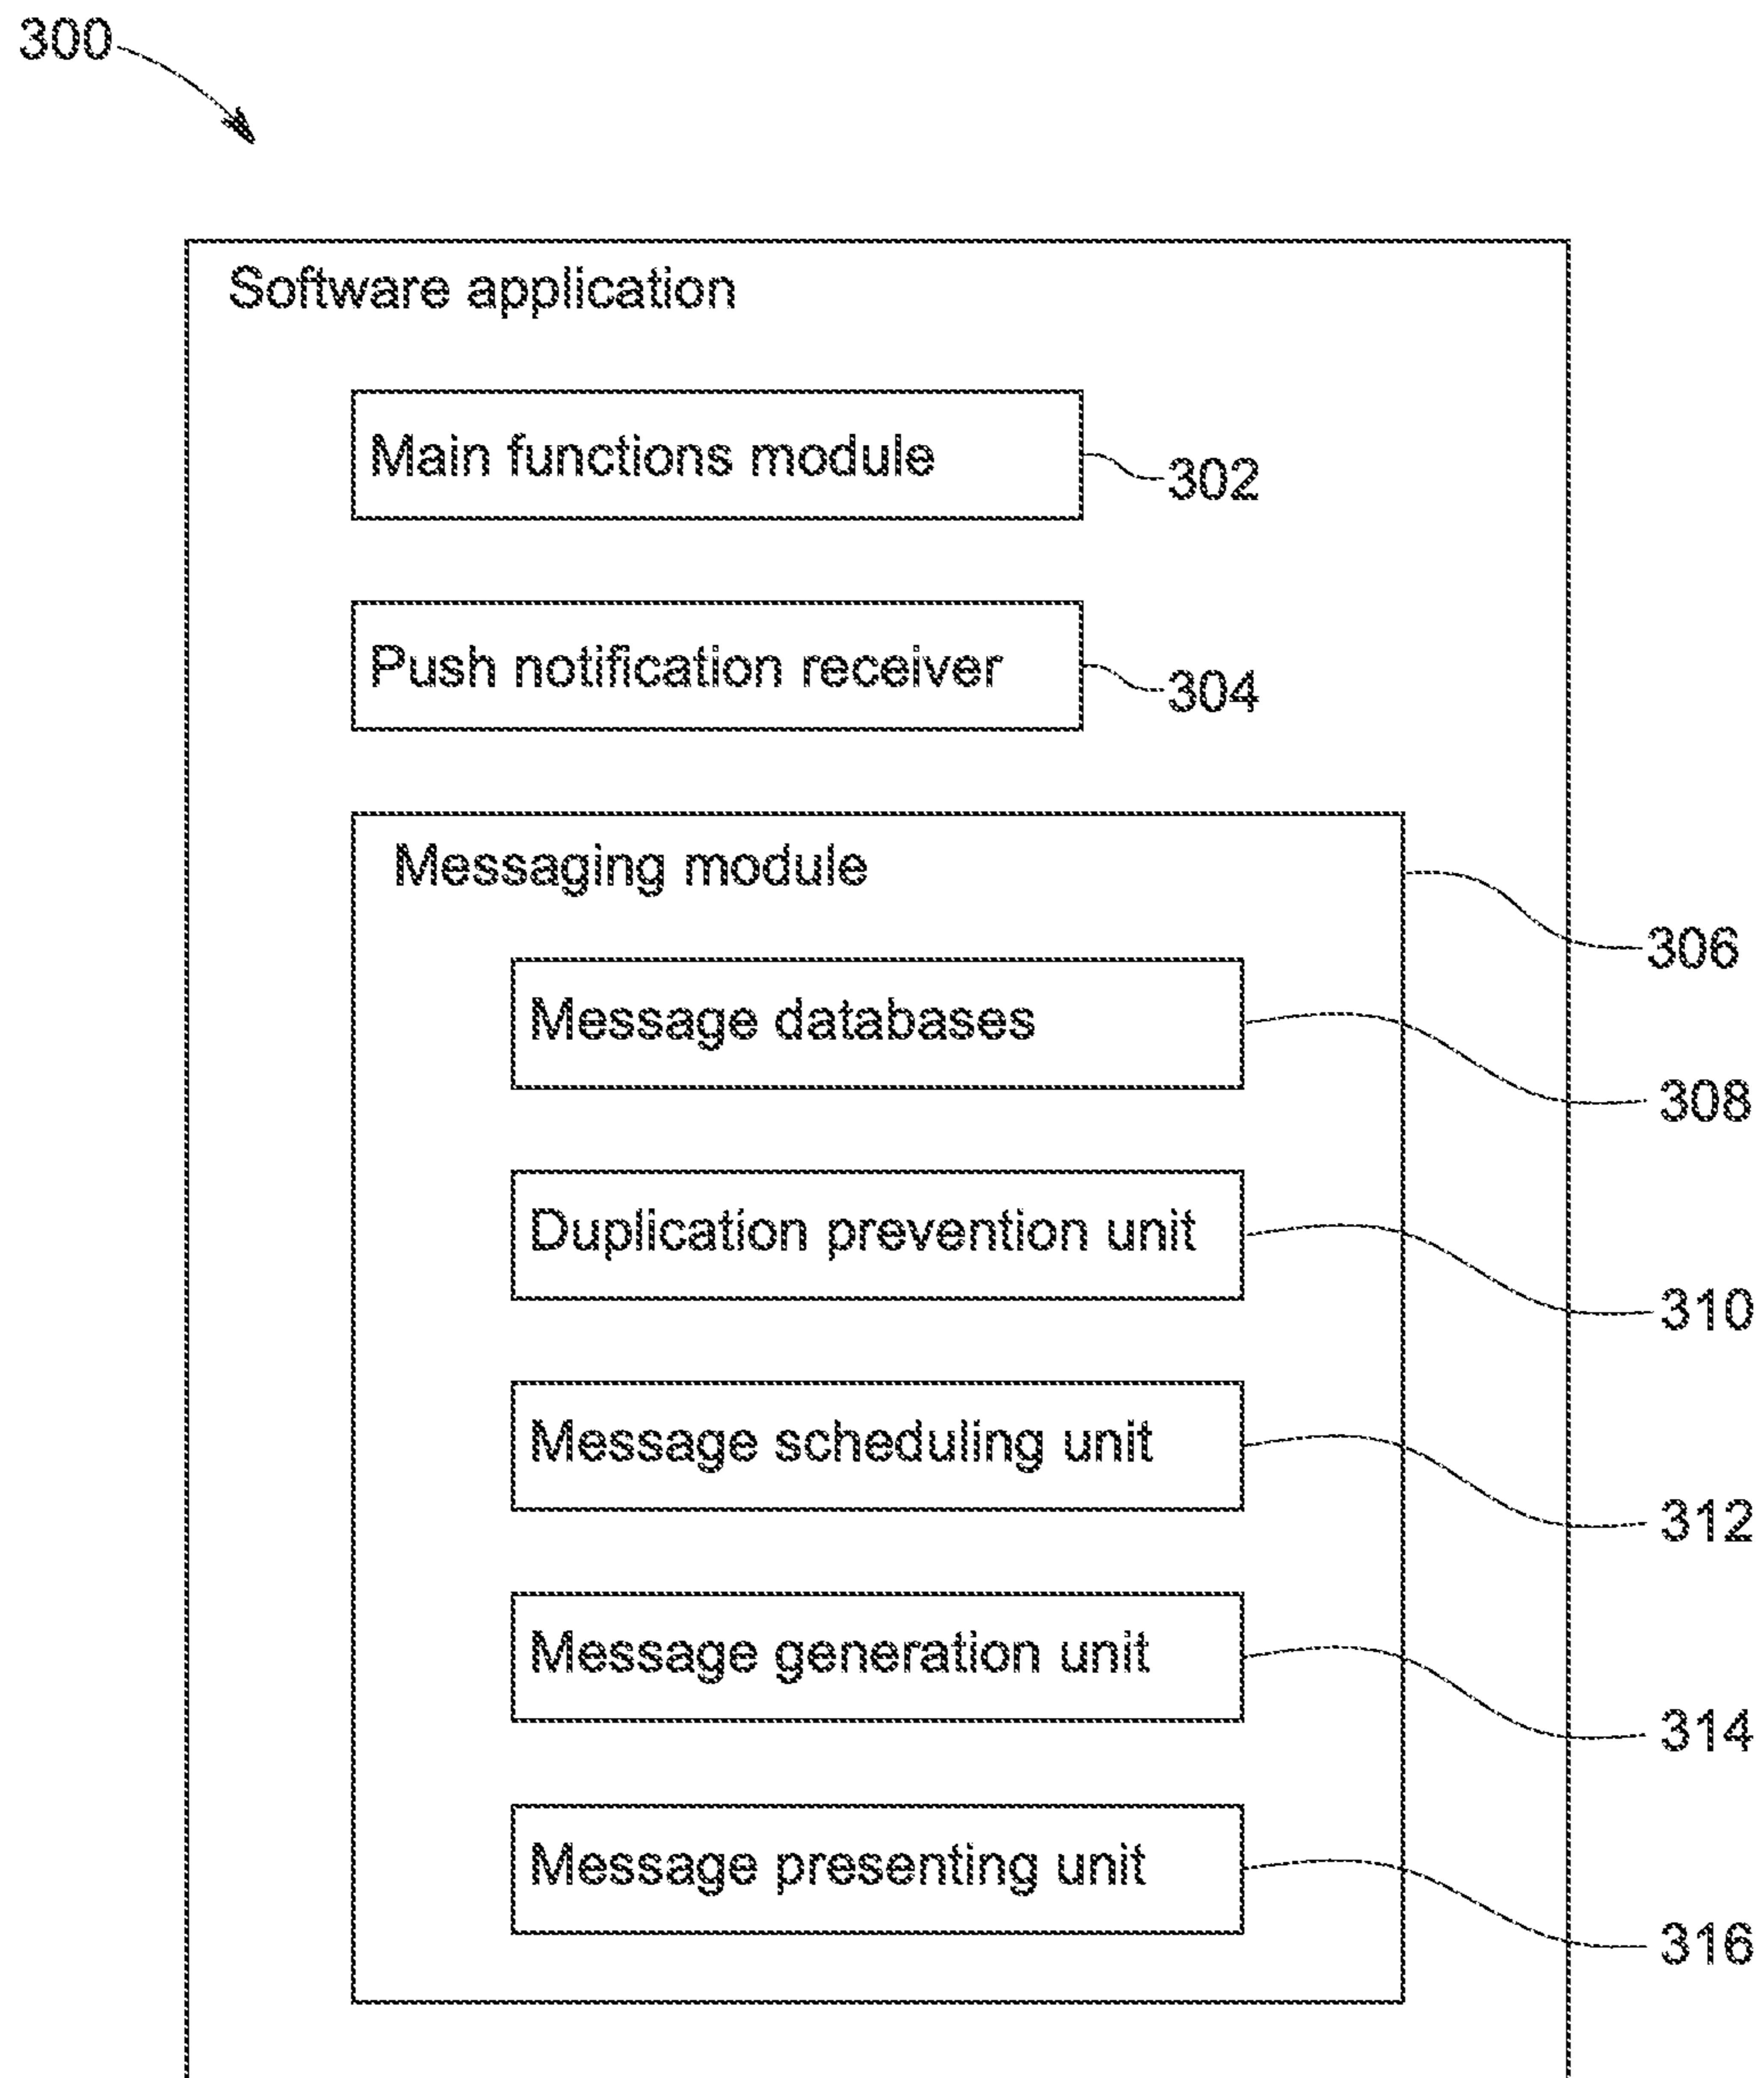 300
Software application
Main functions module
302
Push notification receiver
304
Messaging module
306
Message databases
308
Duplication prevention unit
310
Message scheduling unit
312
Message generation unit
314
Message presenting unit
316